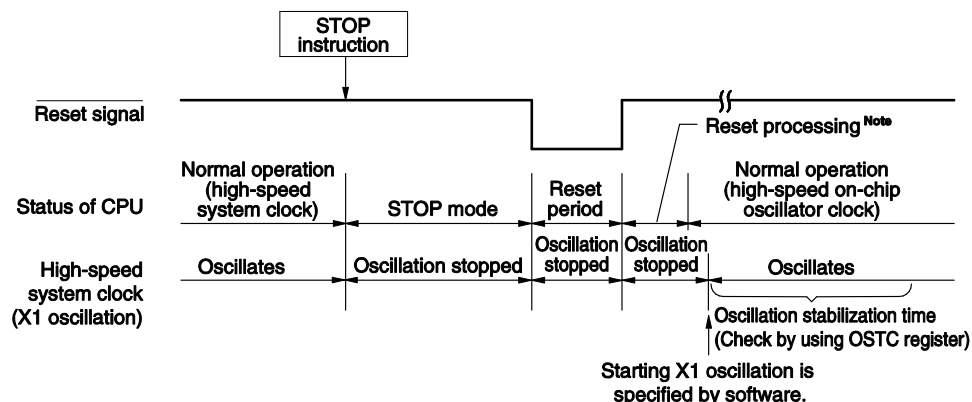 STOP
instruction
Reset signal
Reset processing Note
Status of CPU
Normal operation
(high-speed
system clock)
STOP mode
Reset
period
Normal operation
(high-speed on-chip
oscillator clock)
High-speed
system clock
(X1 oscillation)
Oscillates
Oscillation stopped
Oscillation
stopped
Oscillation
stopped
Oscillates
Oscillation stabilization time
(Check by using OSTC register)
Starting X1 oscillation is
specified by software.